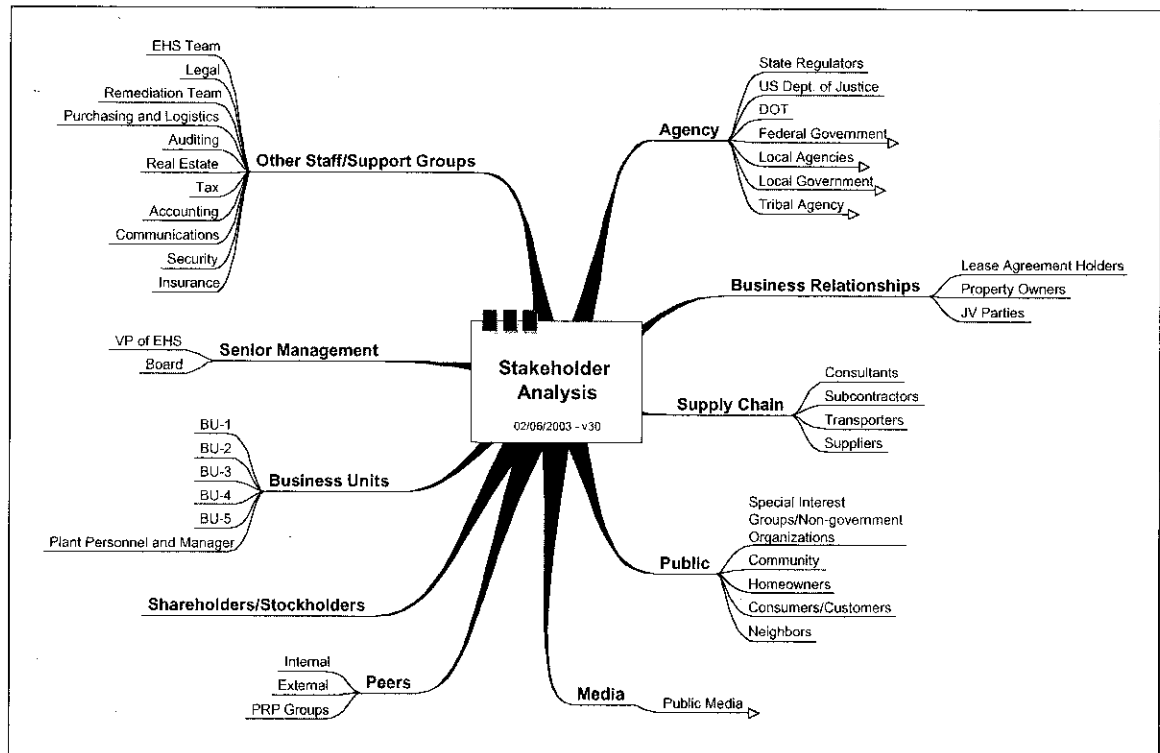 EHS Team
Legal
Remediation Team
Purchasing and Logistics
Auditing
Real Estate
Tax
Accounting
Communications
Security
Insurance
Other Staff/Support Groups
VP of EHS
Board
Senior Management
BU-1
BU-2
BU-3
BU-4
BU-5
Plant Personnel and Manager
Business Units
Shareholders/Stockholders
Internal
External
PRP Groups
Peers
Stakeholder
Analysis
02/06/2003 - v30
Agency
State Regulators
US Dept. of Justice
DOT
Federal Government
Local Agencies
Local Government
Tribal Agency
Business Relationships
Lease Agreement Holders
Property Owners
JV Parties
Supply Chain
Consultants
Subcontractors
Transporters
Suppliers
Public
Special Interest
Groups/Non-government
Organizations
Community
Homeowners
Consumers/Customers
Neighbors
Media
Public Media